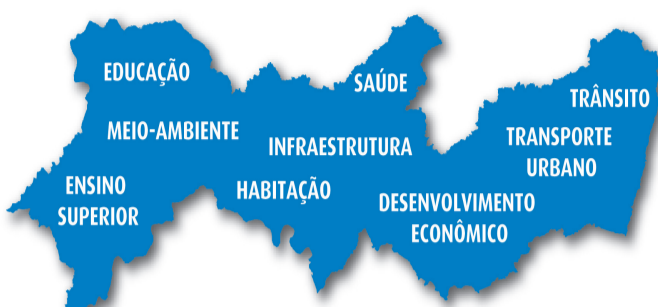 EDUCAÇÃO
SAÚDE
TRÂNSITO
MEIO-AMBIENTE
INFRAESTRUTURA
TRANSPORTE
URBANO
ENSINO
SUPERIOR
HABITAÇÃO
DESENVOLVIMENTO
ECONÔMICO